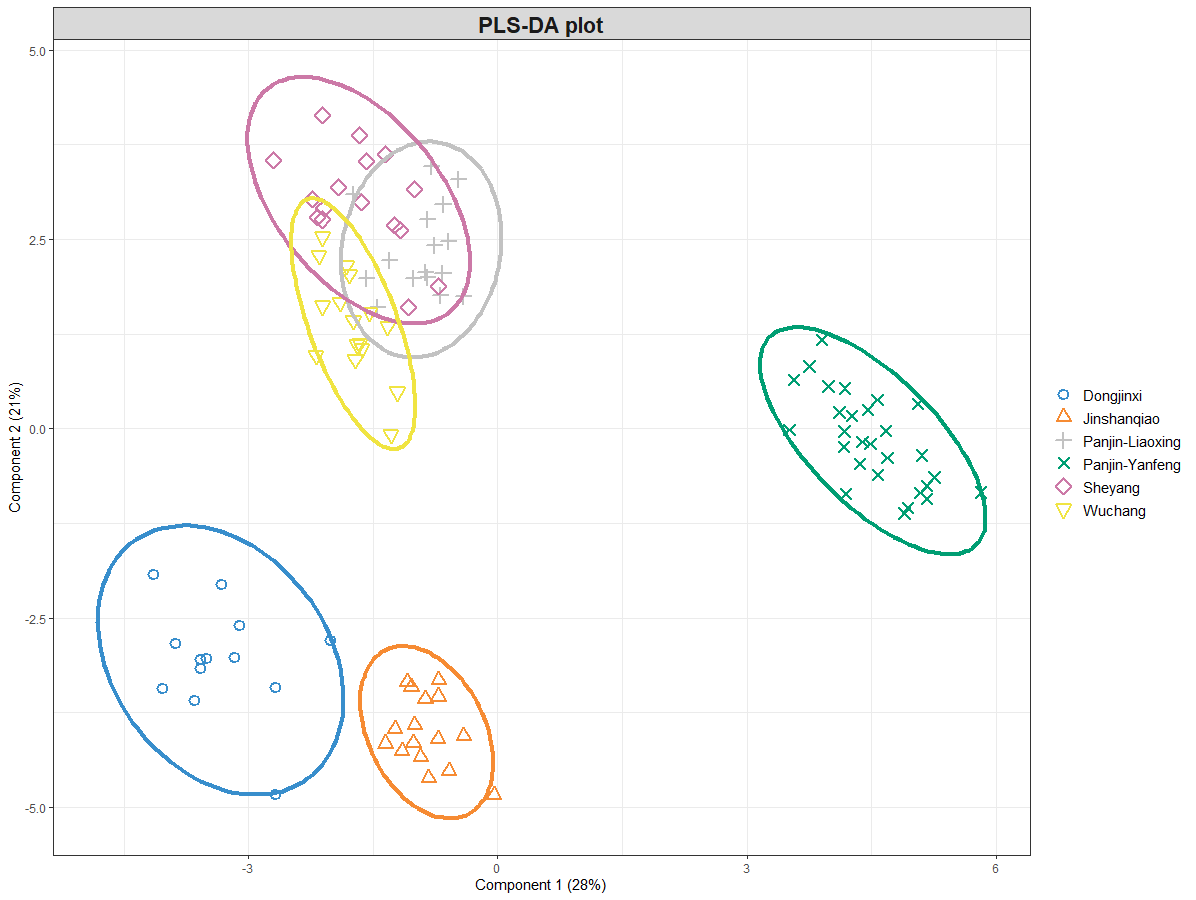 PLS-DA plot
5.0
2.5
0.0
-2.5
-5.0
Component 2 (21%)
-3
0
3
6
Component 1 (28%)
Dongjinxi
Jinshanqiao
Panjin-Liaoxing
Panjin-Yanfeng
Sheyang
Wuchang